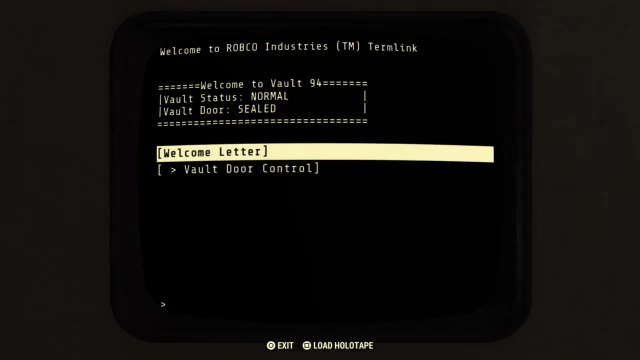 Welcome to ROBCO Industries (TM) Termlink
=======Welcome to Vault 94=======
|Vault Status: NORMAL |
|Vault Door: SEALED |
=================================
[Welcome Letter]
[ > Vault Door Control]
>
EXIT LOAD HOLOTAPE